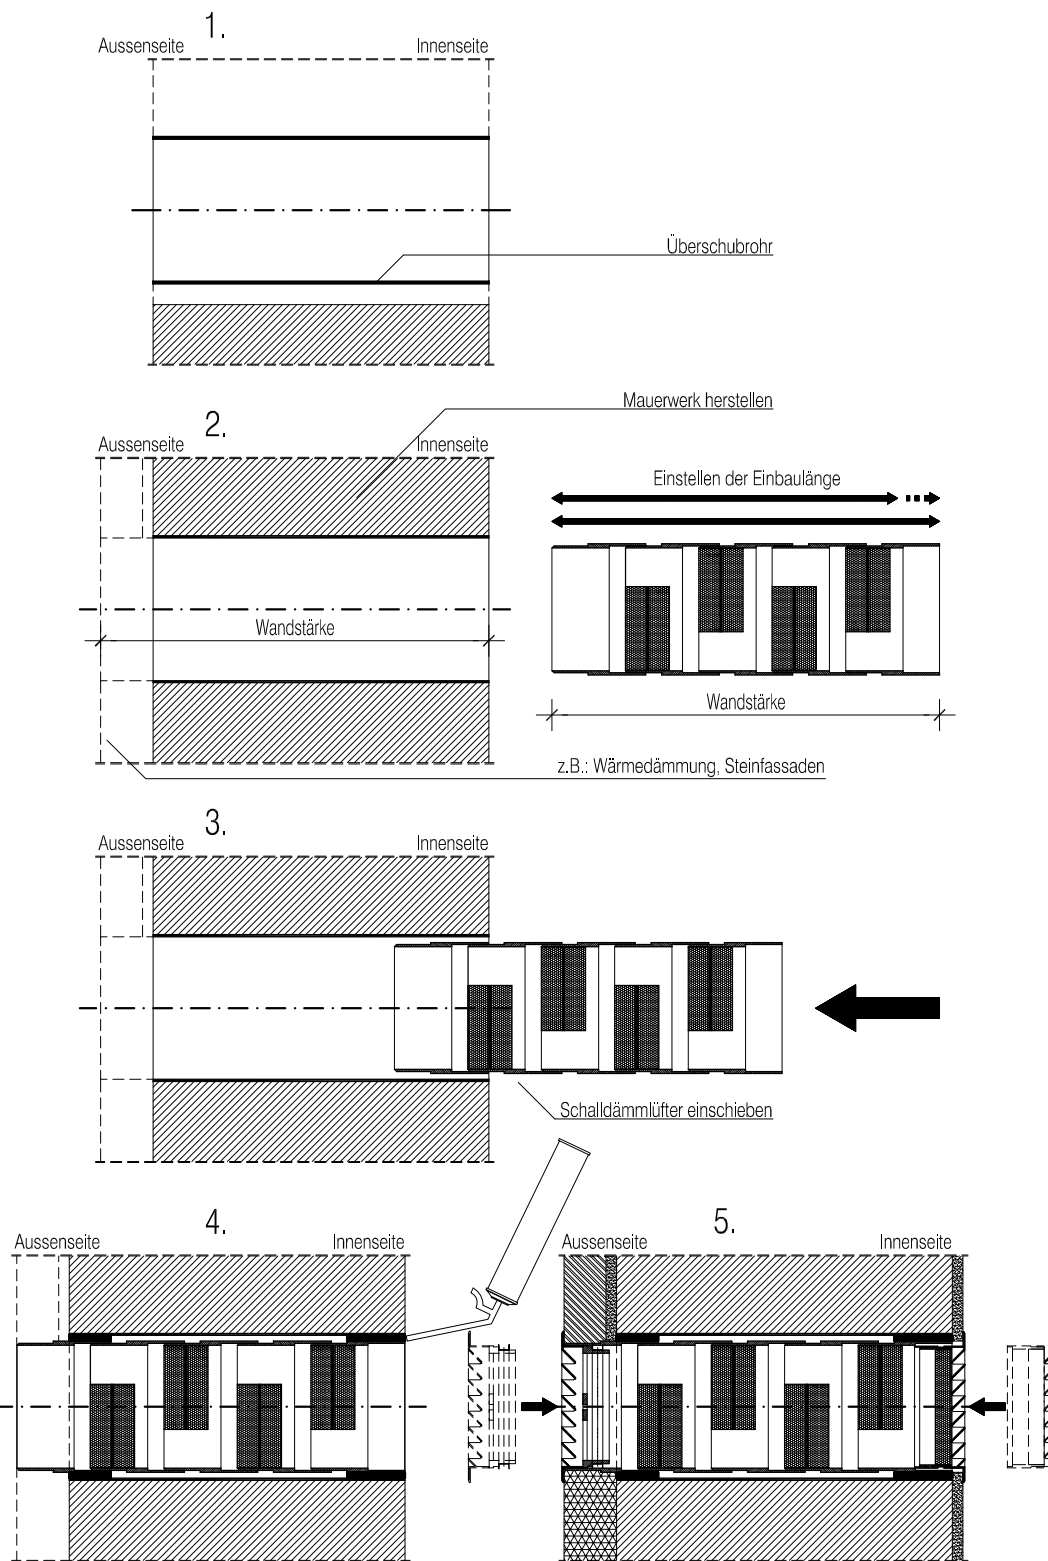 1.
Aussenseite
Innenseite
Überschubrohr
Mauerwerk herstellen
2.
Aussenseite
Innenseite
Einstellen der Einbaulänge
Wandstärke
Wandstärke
z.B.: Wärmedämmung, Steinfassaden
3.
Aussenseite
Innenseite
Schalldämmlüfter einschieben
4.
Aussenseite
Innenseite
5.
Aussenseite
Innenseite